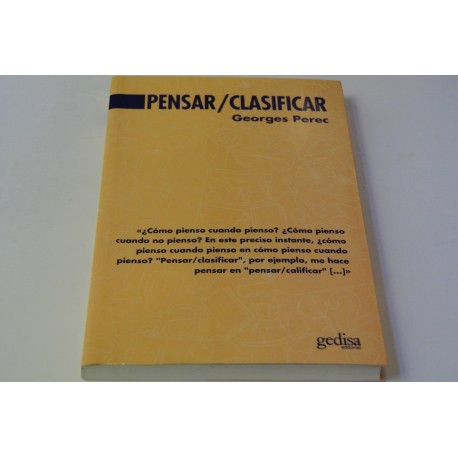 PENSAR/CLASIFICAR
Georges Perec
«¿Cómo pienso cuando pienso? ¿Cómo pienso
cuando no pienso? En este preciso instante, ¿cómo
pienso cuando pienso en cómo pienso cuando
pienso? "Pensar/clasificar", por ejemplo, me hace
pensar en "pensar/calificar" [...]»
gedisa
editorial